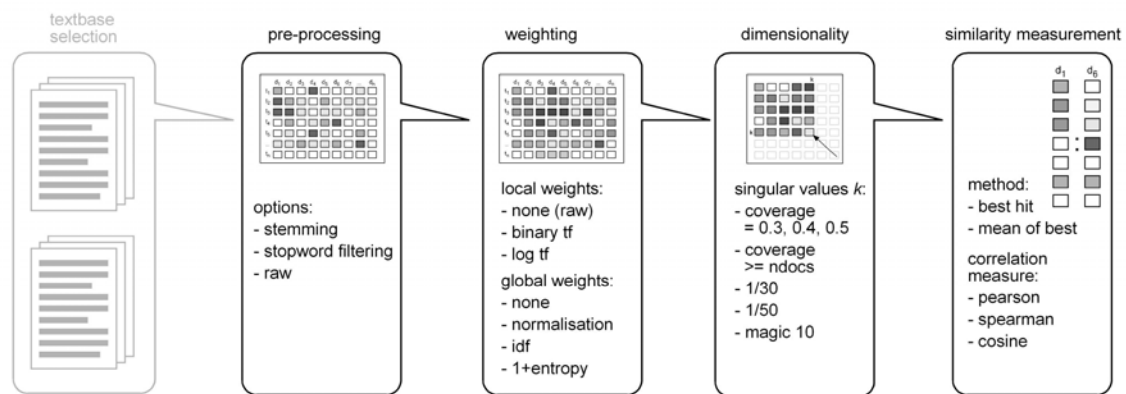 textbase
selection
pre-processing
options:
- stemming
- stopword filtering
- raw
weighting
local weights:
- none (raw)
- binary tf
- log tf
global weights:
- none
- normalisation
- idf
- 1+entropy
dimensionality
k
k
singular values k:
- coverage
= 0.3, 0.4, 0.5
- coverage
>= ndocs
- 1/30
- 1/50
- magic 10
similarity measurement
d1 d6
:
method:
- best hit
- mean of best
correlation
measure:
- pearson
- spearman
- cosine